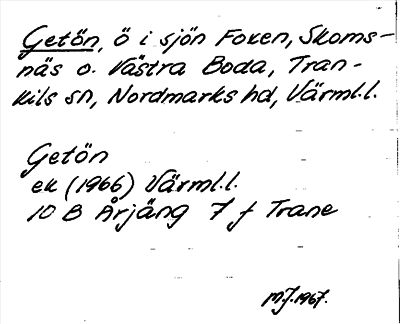 Getön, ö i sjön Foxen, Skoms-
näs o. Västra Boda, Tran-
kils sn, Nordmarks hd, Värml.l.
Getön
ek (1966) Värml.l.
10 B Årjäng 7 f Trane
MJ.1967.